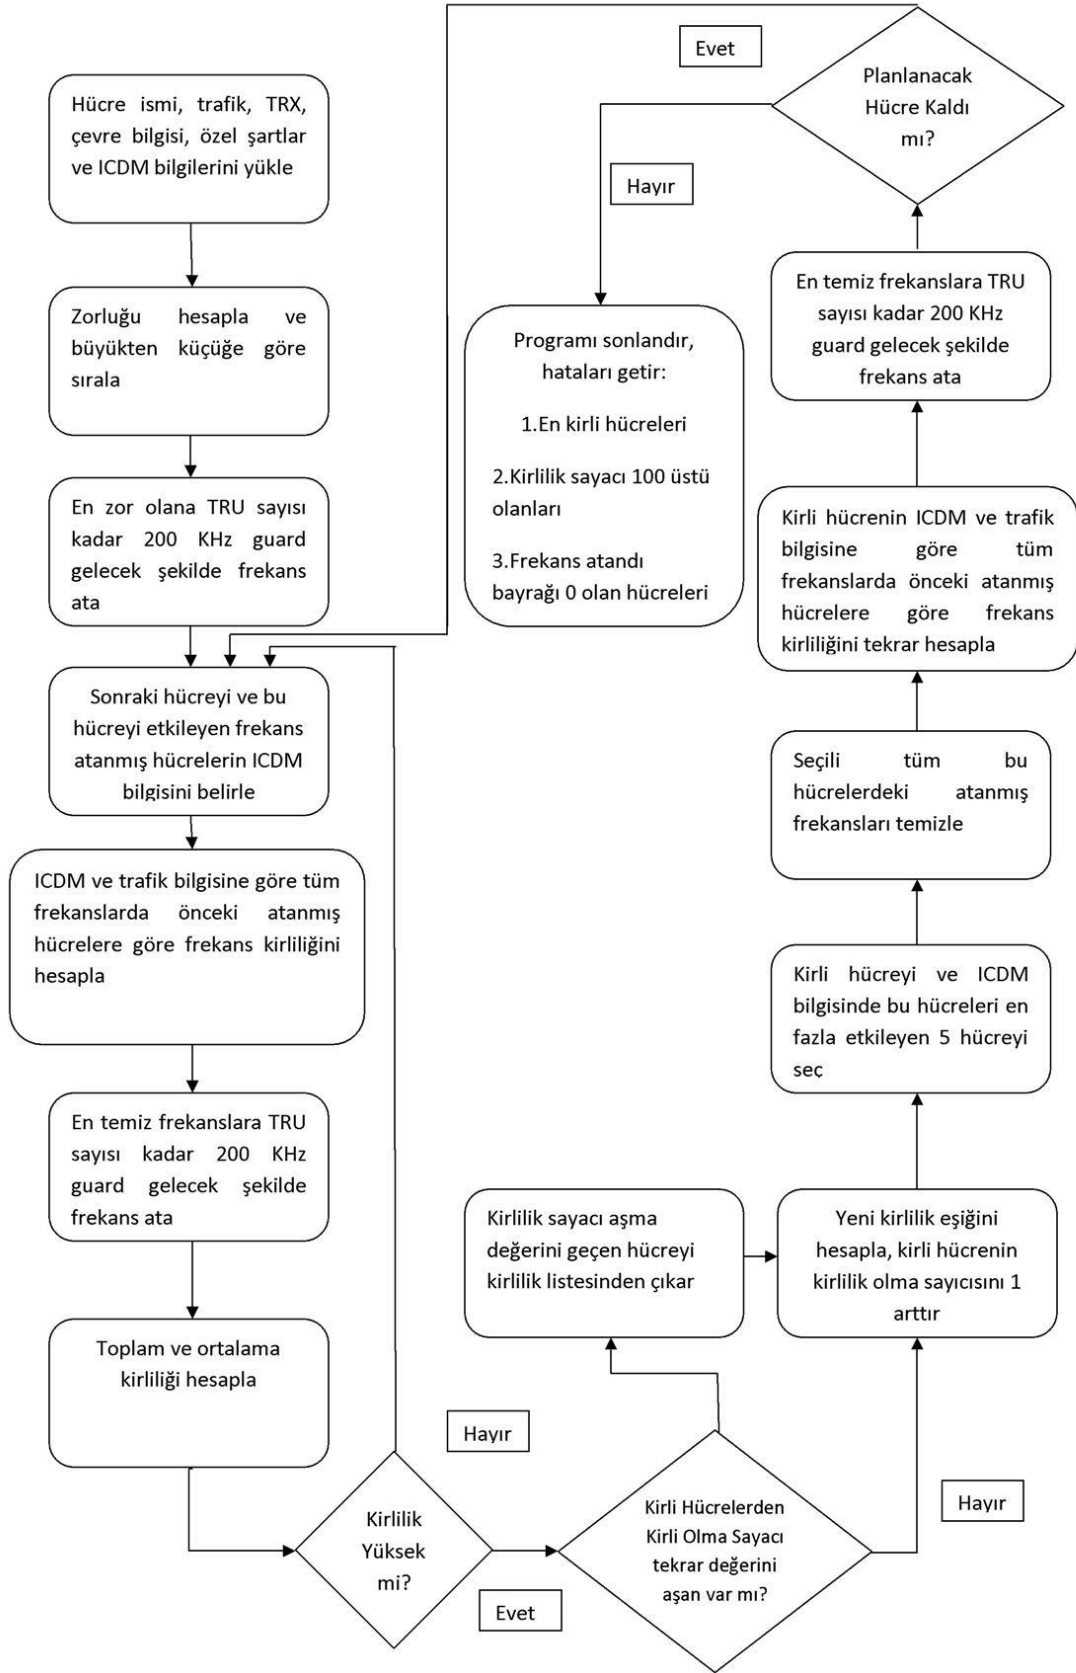 Hücre ismi, trafik, TRX,
çevre bilgisi, özel şartlar
ve ICDM bilgilerini yükle
Zorluğu hesapla ve
büyükten küçüğe göre
sırala
En zor olana TRU sayısı
kadar 200 KHz guard
gelecek şekilde frekans
ata
Sonraki hücreyi ve bu
hücreyi etkileyen frekans
atanmış hücrelerin ICDM
bilgisini belirle
ICDM ve trafik bilgisine göre tüm
frekanslarda önceki atanmış
hücrelere göre frekans kirliliğini
hesapla
En temiz frekanslara TRU
sayısı kadar 200 KHz
guard gelecek şekilde
frekans ata
Toplam ve ortalama
kirliliği hesapla
Kirlilik
Yüksek
mi?
Hayır
Evet
Kirli Hücrelerden
Kirli Olma Sayacı
tekrar değerini
aşan var mı?
Hayır
Kirlilik sayacı aşma
değerini geçen hücreyi
kirlilik listesinden çıkar
Yeni kirlilik eşiğini
hesapla, kirli hücrenin
kirlilik olma sayıcısını 1
arttır
Kirli hücreyi ve ICDM
bilgisinde bu hücreleri en
fazla etkileyen 5 hücreyi
seç
Seçili tüm bu
hücrelerdeki atanmış
frekansları temizle
Kirli hücrenin ICDM ve trafik
bilgisine göre tüm
frekanslarda önceki atanmış
hücrelere göre frekans
kirliliğini tekrar hesapla
En temiz frekanslara TRU
sayısı kadar 200 KHz
guard gelecek şekilde
frekans ata
Planlanacak
Hücre Kaldı
mı?
Evet
Hayır
Programı sonlandır,
hataları getir:
1.En kirli hücreleri
2.Kirlilik sayacı 100 üstü
olanları
3.Frekans atandı
bayrağı 0 olan hücreleri